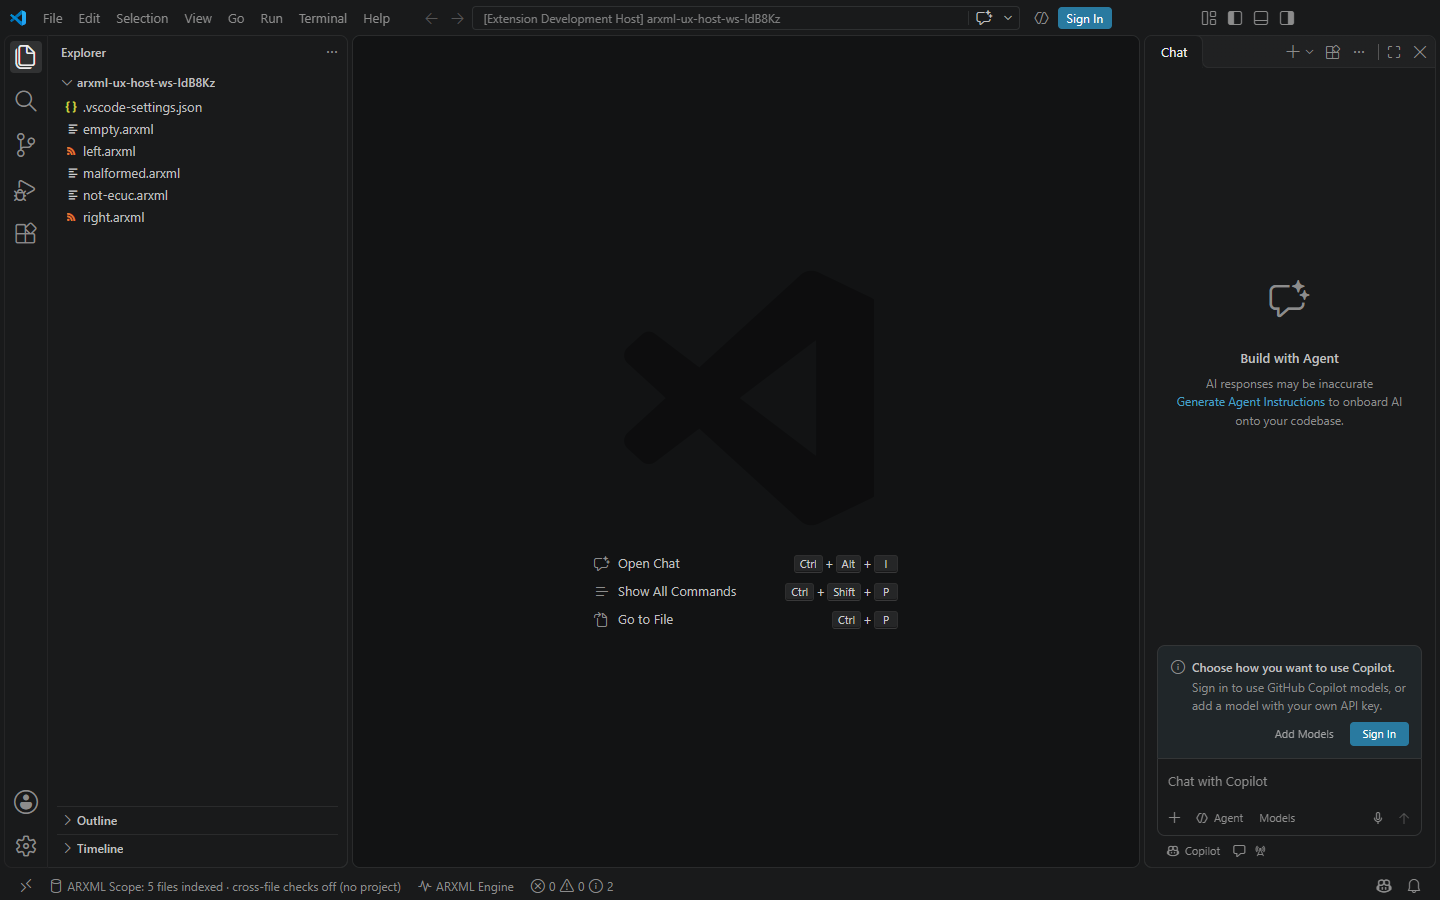 File Edit Selection View Go Run Terminal Help
[Extension Development Host] arxml-ux-host-ws-IdB8Kz
Sign In
Explorer
arxml-ux-host-ws-IdB8Kz
{} .vscode-settings.json
empty.arxml
left.arxml
malformed.arxml
not-ecuc.arxml
right.arxml
Outline
Timeline
Open Chat Ctrl + Alt + I
Show All Commands Ctrl + Shift + P
Go to File Ctrl + P
Chat
Build with Agent
AI responses may be inaccurate
Generate Agent Instructions to onboard AI
onto your codebase.
Choose how you want to use Copilot.
Sign in to use GitHub Copilot models, or
add a model with your own API key.
Add Models Sign In
Chat with Copilot
Agent Models
Copilot
ARXML Scope: 5 files indexed · cross-file checks off (no project) ARXML Engine 0 0 2